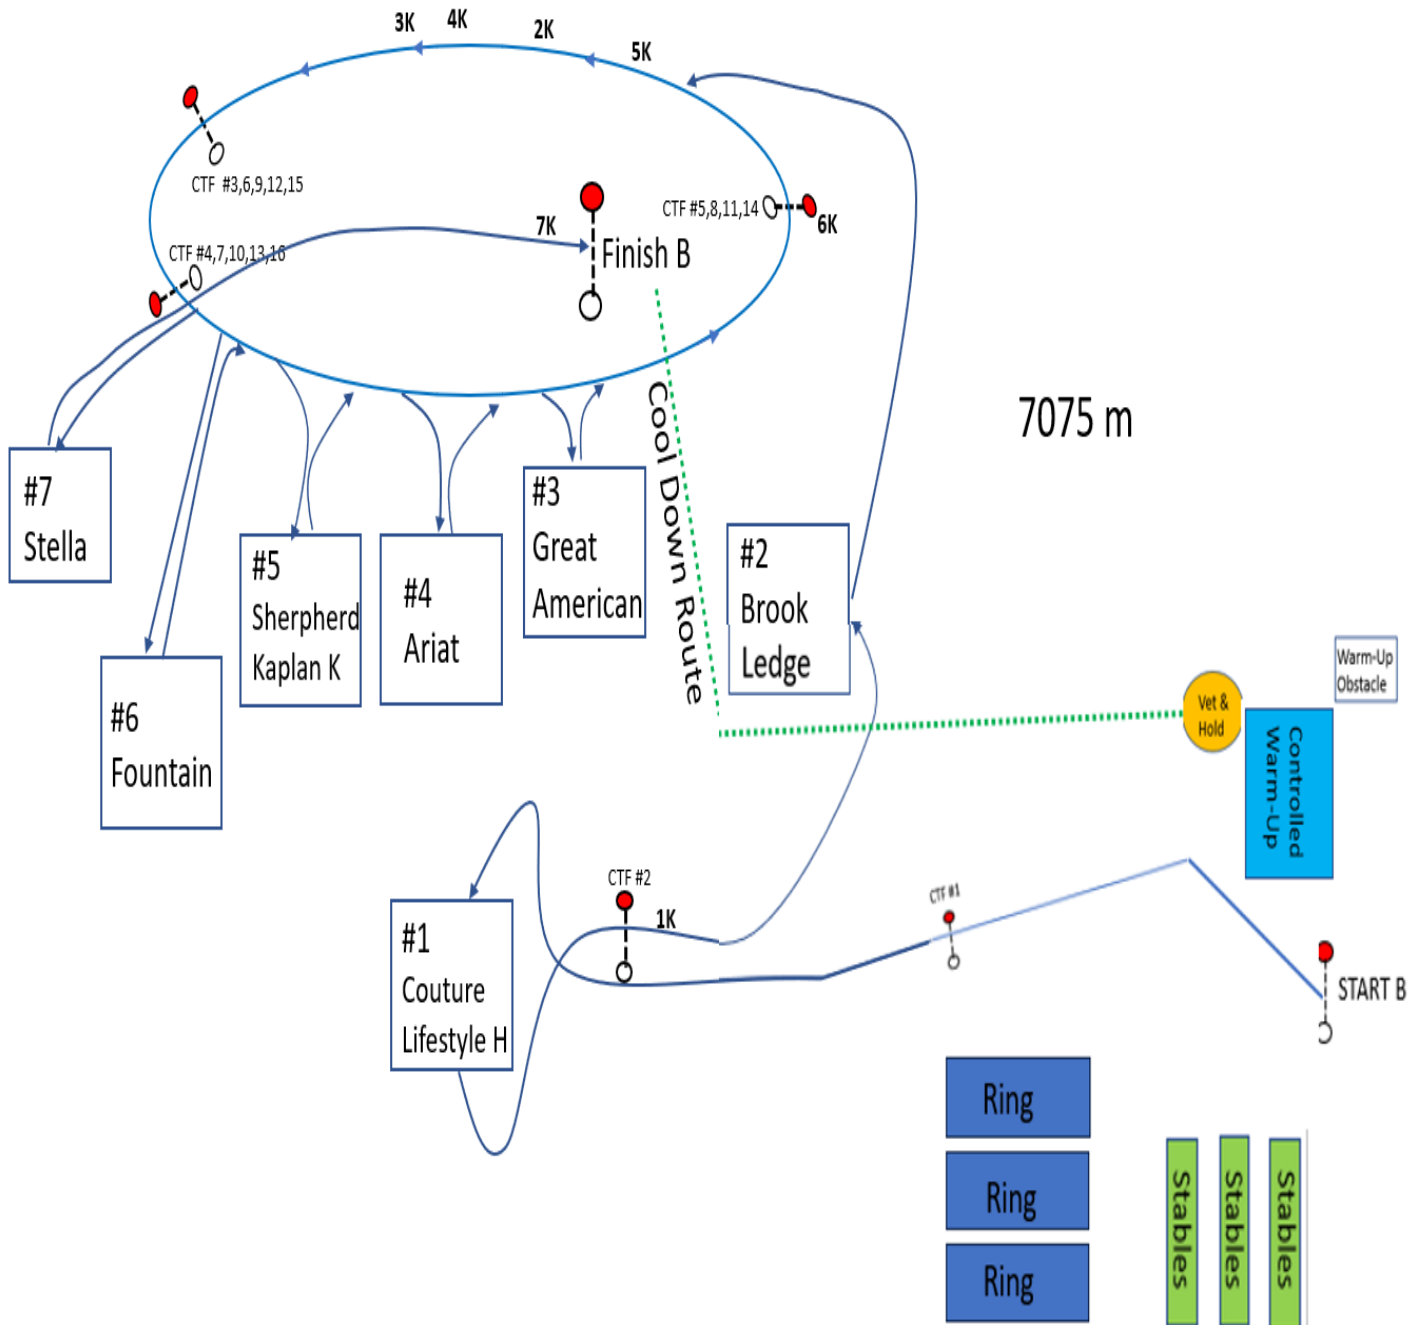 3K
4K
2K
5K
CTF #3,6,9,12,15
CTF #5,8,11,14
6K
7K
Finish B
CTF #4,7,10,13,16
Cool Down Route
7075 m
#7
Stella
#5
Sherpherd
Kaplan K
#4
Ariat
#3
Great
American
#2
Brook
Ledge
#6
Fountain
Warm-Up
Obstacle
Vet &
Hold
Controlled
Warm-Up
CTF #2
1K
CTF #1
#1
Couture
Lifestyle H
START B
Ring
Ring
Ring
Stables
Stables
Stables